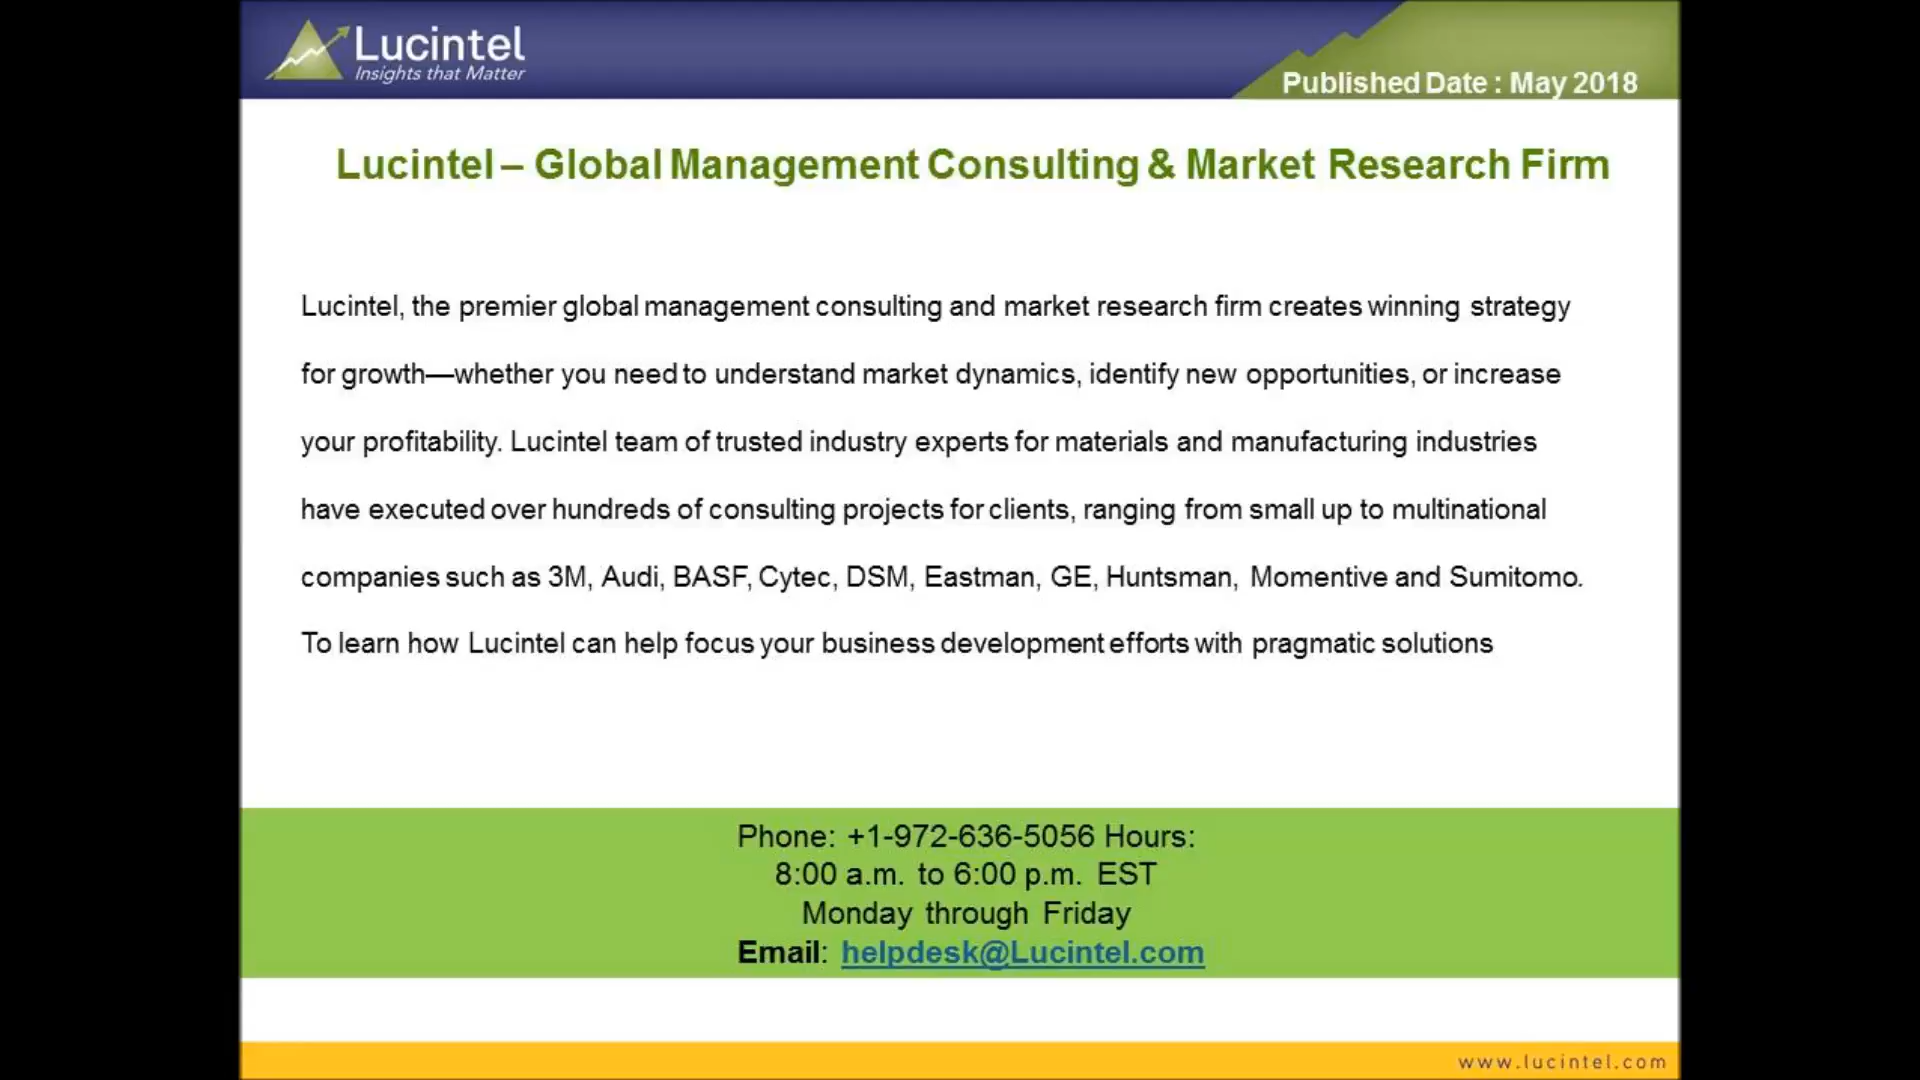 Lucintel
Insights that Matter
Published Date : May 2018
Lucintel – Global Management Consulting & Market Research Firm
Lucintel, the premier global management consulting and market research firm creates winning strategy
for growth—whether you need to understand market dynamics, identify new opportunities, or increase
your profitability. Lucintel team of trusted industry experts for materials and manufacturing industries
have executed over hundreds of consulting projects for clients, ranging from small up to multinational
companies such as 3M, Audi, BASF, Cytec, DSM, Eastman, GE, Huntsman, Momentive and Sumitomo.
To learn how Lucintel can help focus your business development efforts with pragmatic solutions
Phone: +1-972-636-5056 Hours:
8:00 a.m. to 6:00 p.m. EST
Monday through Friday
Email: helpdesk@Lucintel.com
www.lucintel.com